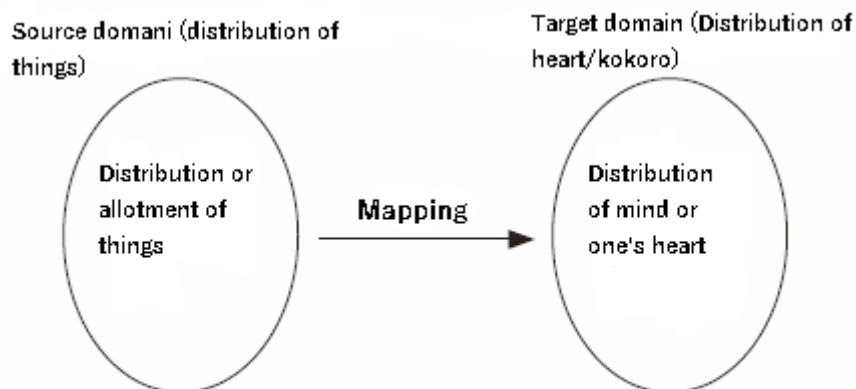 Source domani (distribution of
things)
Target domain (Distribution of
heart/kokoro)
Distribution or
allotment of
things
Mapping
Distribution
of mind or
one's heart